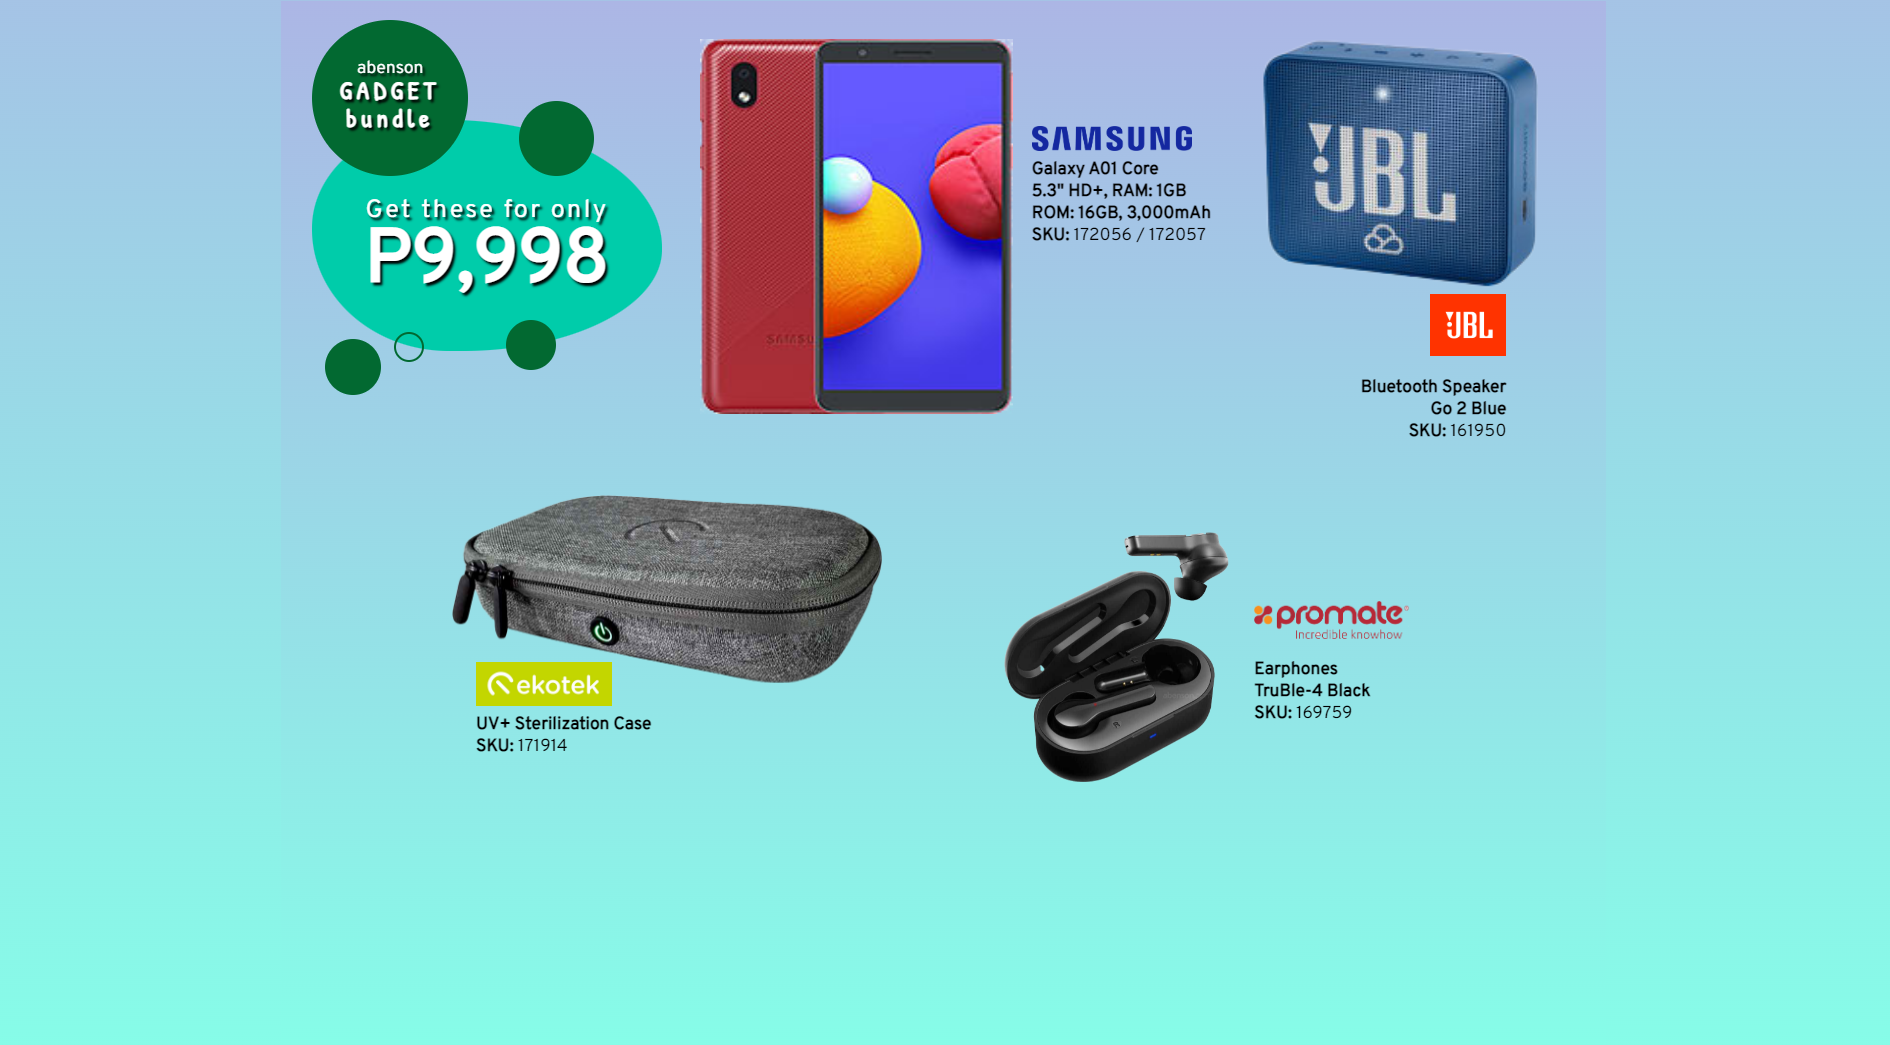 abenson
GADGET
bundle
Get these for only
P9,998
SAMSUNG
SAMSUNG
Galaxy A01 Core
5.3" HD+, RAM: 1GB
ROM: 16GB, 3,000mAh
SKU: 172056 / 172057
JBL
JBL
Bluetooth Speaker
Go 2 Blue
SKU: 161950
ekotek
UV+ Sterilization Case
SKU: 171914
promate
Incredible knowhow
Earphones
TruBle-4 Black
SKU: 169759
R